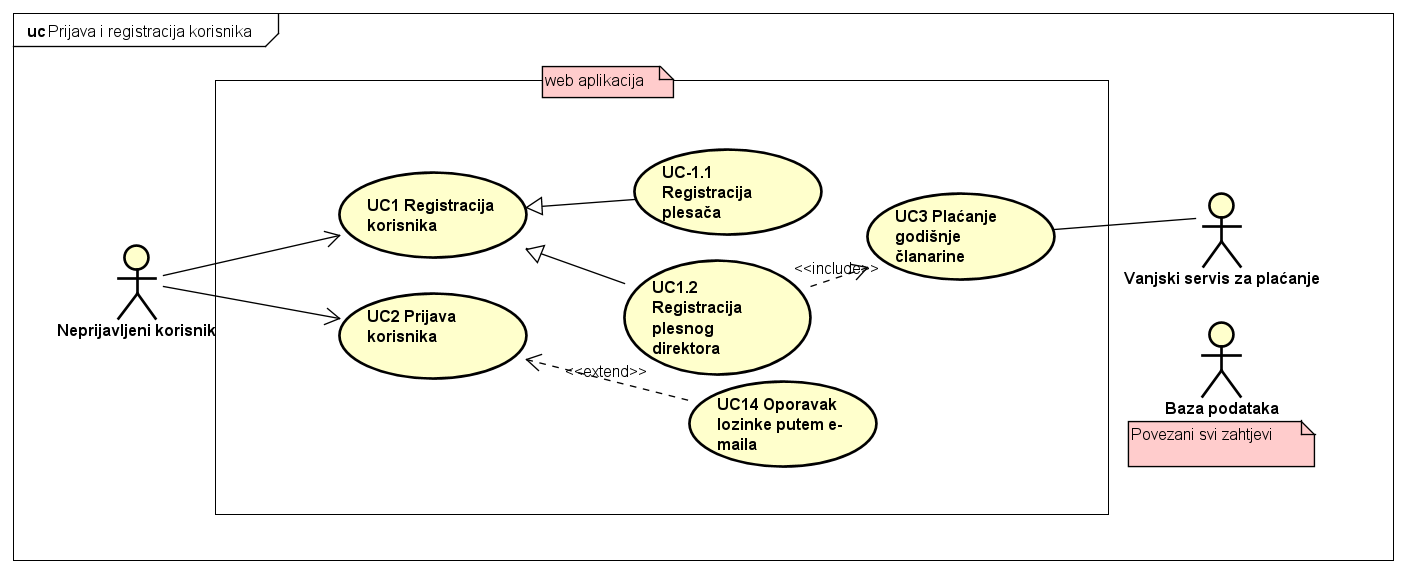 uc Prijava i registracija korisnika
web aplikacija
UC-1.1
Registracija
plesača
UC1 Registracija
korisnika
UC3 Plaćanje
godišnje
članarine
<<include>>
Vanjski servis za plaćanje
UC1.2
Registracija
plesnog
direktora
Neprijavljeni korisnik
UC2 Prijava
korisnika
<<extend>>
UC14 Oporavak
lozinke putem e-
maila
Baza podataka
Povezani svi zahtjevi